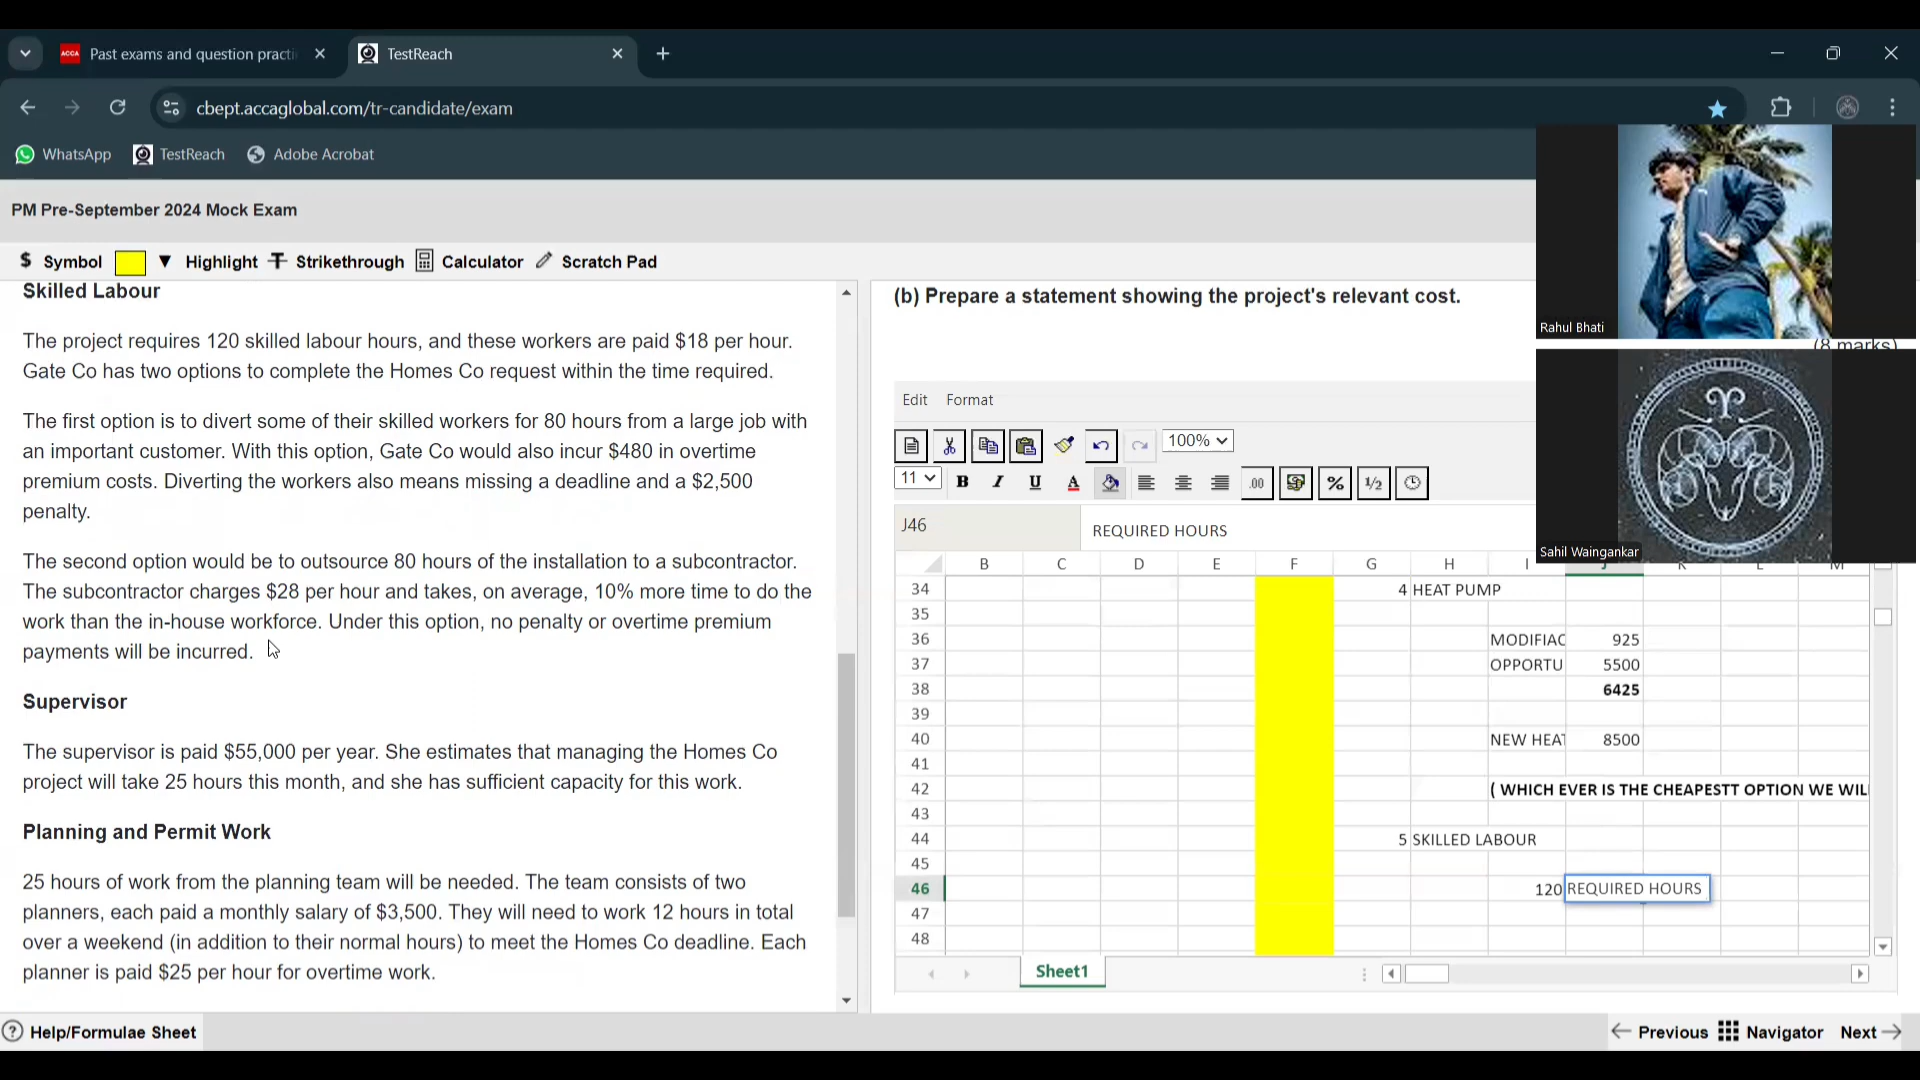 Past exams and question practi
TestReach
cbept.accaglobal.com/tr-candidate/exam
WhatsApp
TestReach
Adobe Acrobat
PM Pre-September 2024 Mock Exam
$ Symbol
Highlight
Strikethrough
Calculator
Scratch Pad
Skilled Labour
The project requires 120 skilled labour hours, and these workers are paid $18 per hour.
Gate Co has two options to complete the Homes Co request within the time required.
The first option is to divert some of their skilled workers for 80 hours from a large job with
an important customer. With this option, Gate Co would also incur $480 in overtime
premium costs. Diverting the workers also means missing a deadline and a $2,500
penalty.
The second option would be to outsource 80 hours of the installation to a subcontractor.
The subcontractor charges $28 per hour and takes, on average, 10% more time to do the
work than the in-house workforce. Under this option, no penalty or overtime premium
payments will be incurred.
Supervisor
The supervisor is paid $55,000 per year. She estimates that managing the Homes Co
project will take 25 hours this month, and she has sufficient capacity for this work.
Planning and Permit Work
25 hours of work from the planning team will be needed. The team consists of two
planners, each paid a monthly salary of $3,500. They will need to work 12 hours in total
over a weekend (in addition to their normal hours) to meet the Homes Co deadline. Each
planner is paid $25 per hour for overtime work.
(b) Prepare a statement showing the project's relevant cost.
(8 marks)
Edit Format
100%
11 B I U A .00 % ½
J46 REQUIRED HOURS
B C D E F G H I J K L M
34 4 HEAT PUMP
35
36 MODIFIAC 925
37 OPPORTU 5500
38 6425
39
40 NEW HEAT 8500
41
42 ( WHICH EVER IS THE CHEAPESTT OPTION WE WIL
43
44 5 SKILLED LABOUR
45
46 120 REQUIRED HOURS
47
48
Sheet1
Rahul Bhati
Sahil Waingankar
Help/Formulae Sheet
Previous
Navigator
Next